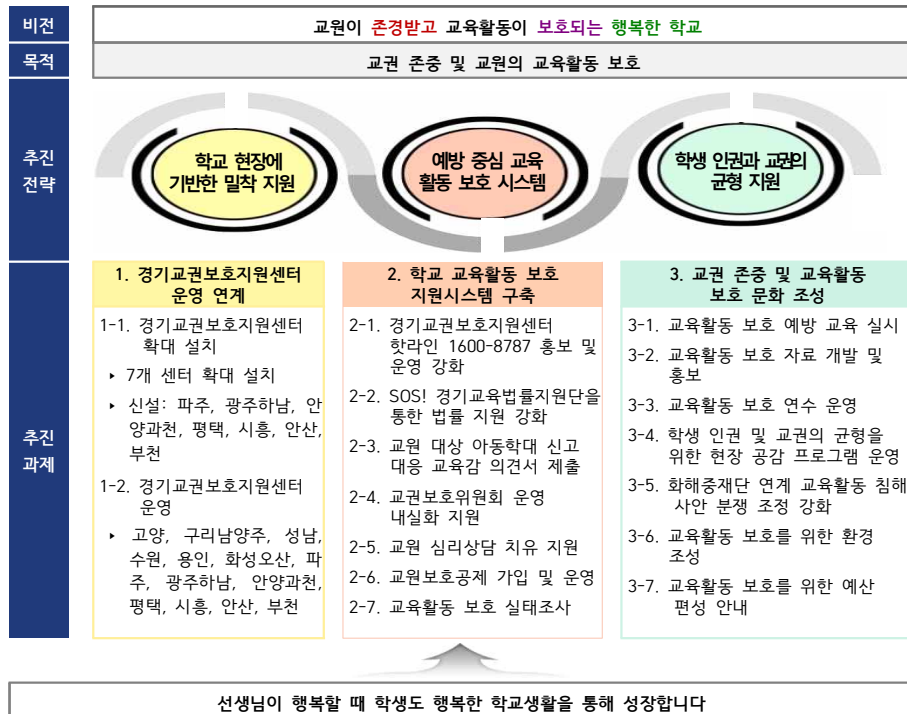 비전
교원이 존경받고 교육활동이 보호되는 행복한 학교
목적
교권 존중 및 교원의 교육활동 보호
추진
전략
학교 현장에
기반한 밀착 지원
예방 중심 교육
활동 보호 시스템
학생 인권과 교권의
균형 지원
추진
과제
1. 경기교권보호지원센터
운영 연계
1-1. 경기교권보호지원센터
확대 설치
▸ 7개 센터 확대 설치
▸ 신설: 파주, 광주하남, 안
양과천, 평택, 시흥, 안산,
부천
1-2. 경기교권보호지원센터
운영
▸ 고양, 구리남양주, 성남,
수원, 용인, 화성오산, 파
주, 광주하남, 안양과천,
평택, 시흥, 안산, 부천
2. 학교 교육활동 보호
지원시스템 구축
2-1. 경기교권보호지원센터
핫라인 1600-8787 홍보 및
운영 강화
2-2. SOS! 경기교육법률지원단을
통한 법률 지원 강화
2-3. 교원 대상 아동학대 신고
대응 교육감 의견서 제출
2-4. 교권보호위원회 운영
내실화 지원
2-5. 교원 심리상담 치유 지원
2-6. 교원보호공제 가입 및 운영
2-7. 교육활동 보호 실태조사
3. 교권 존중 및 교육활동
보호 문화 조성
3-1. 교육활동 보호 예방 교육 실시
3-2. 교육활동 보호 자료 개발 및
홍보
3-3. 교육활동 보호 연수 운영
3-4. 학생 인권 및 교권의 균형을
위한 현장 공감 프로그램 운영
3-5. 화해중재단 연계 교육활동 침해
사안 분쟁 조정 강화
3-6. 교육활동 보호를 위한 환경
조성
3-7. 교육활동 보호를 위한 예산
편성 안내
선생님이 행복할 때 학생도 행복한 학교생활을 통해 성장합니다